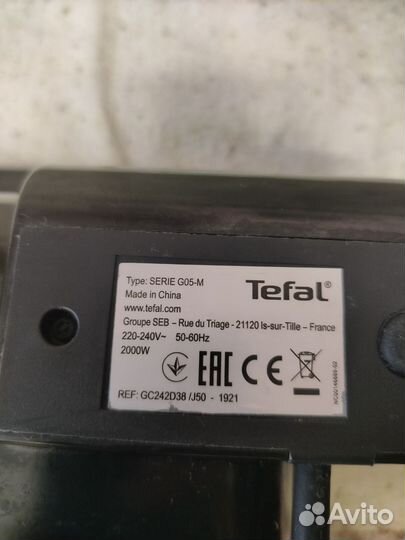 Type: SERIE G05-M
Tefal®
Made in China
www.tefal.com
Groupe SEB – Rue du Triage - 21120 Is-sur-Tille – France
220-240V~ 50-60Hz
2000W
EAC CE
REF: GC242D38 /J50 - 1921
Avito